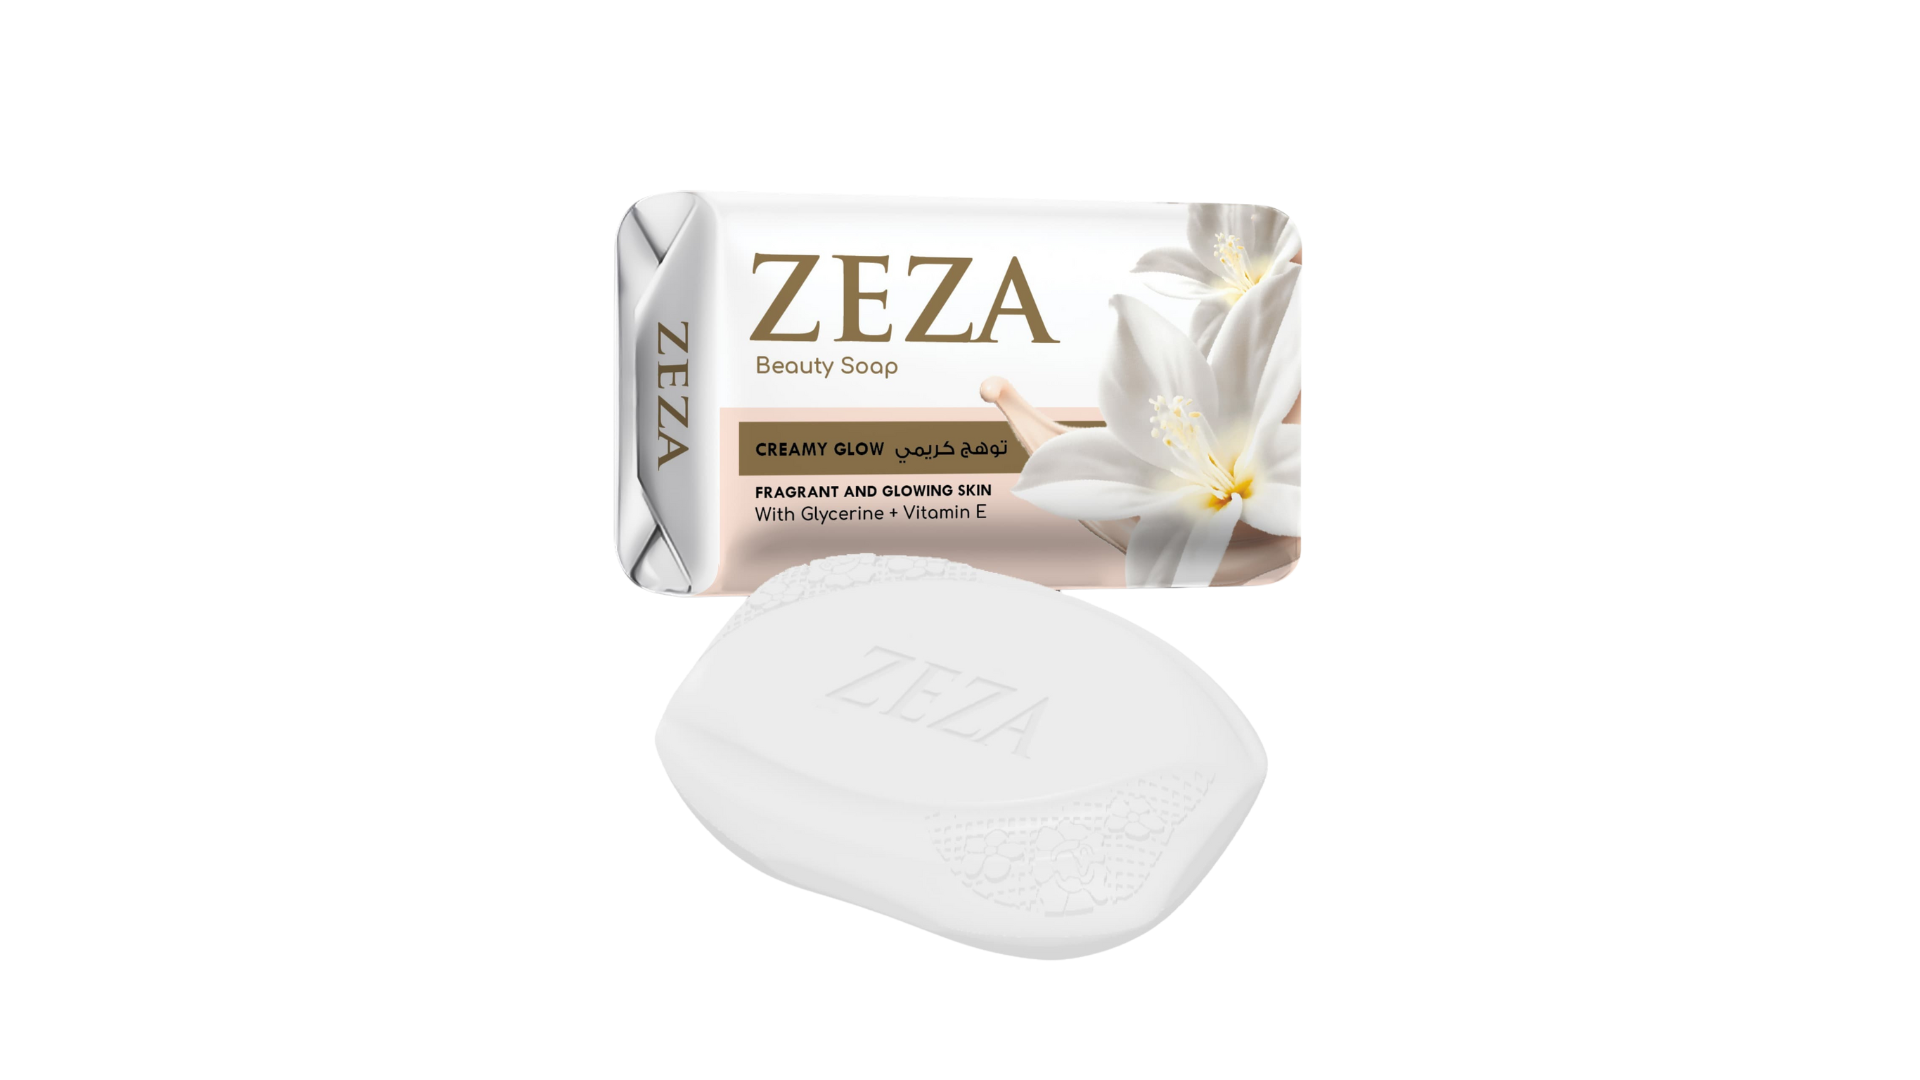 ZEZA
ZEZA
Beauty Soap
CREAMY GLOW توهج كريمي
FRAGRANT AND GLOWING SKIN
With Glycerine + Vitamin E
ZEZA